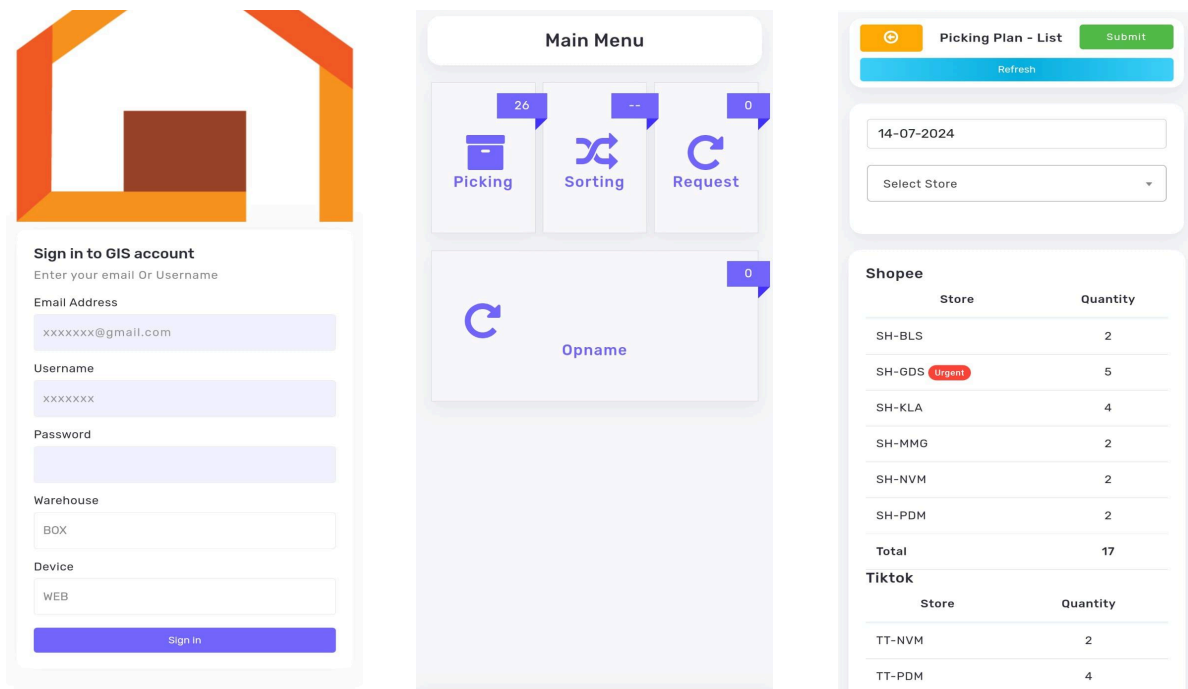 Sign in to GIS account
Enter your email Or Username
Email Address
xxxxxxx@gmail.com
Username
xxxxxxx
Password
Warehouse
BOX
Device
WEB
Sign In
Main Menu
26
--
0
Picking
Sorting
Request
0
Opname
Picking Plan - List
Submit
Refresh
14-07-2024
Select Store
Shopee
Store Quantity
SH-BLS 2
SH-GDS Urgent 5
SH-KLA 4
SH-MMG 2
SH-NVM 2
SH-PDM 2
Total 17
Tiktok
Store Quantity
TT-NVM 2
TT-PDM 4